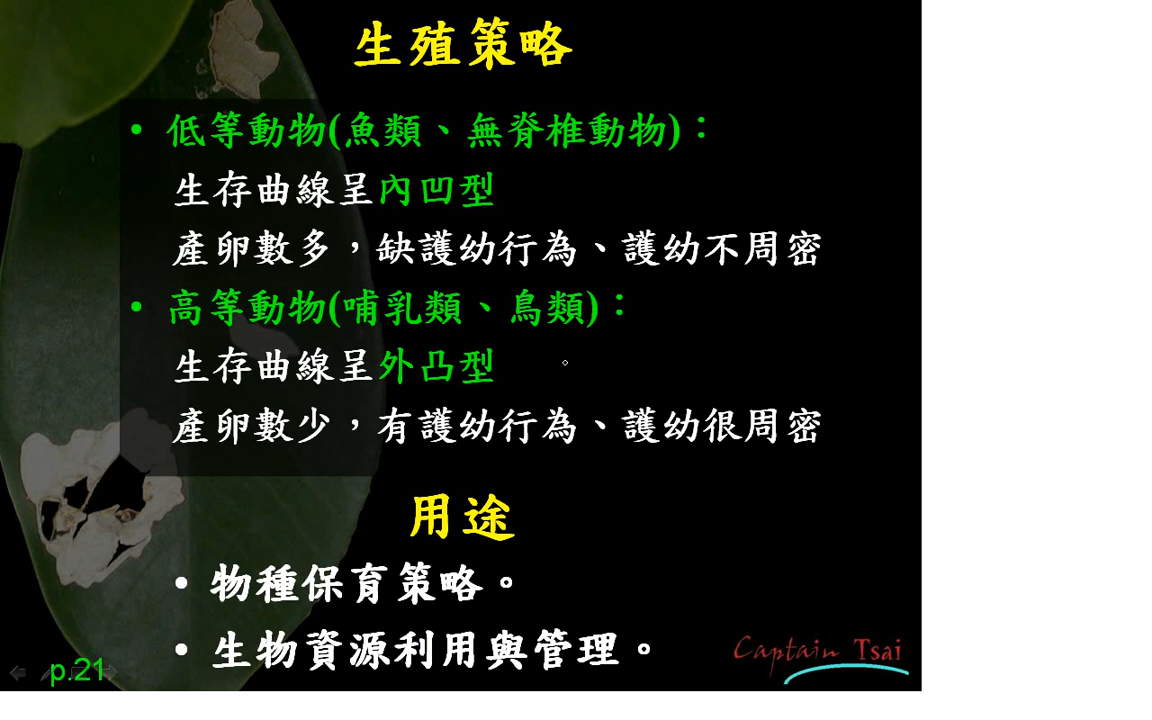 生殖策略
• 低等動物(魚類、無脊椎動物)：
生存曲線呈內凹型
產卵數多，缺護幼行為、護幼不周密
• 高等動物(哺乳類、鳥類)：
生存曲線呈外凸型
產卵數少，有護幼行為、護幼很周密
用途
• 物種保育策略。
• 生物資源利用與管理。
Captain Tsai
p.21